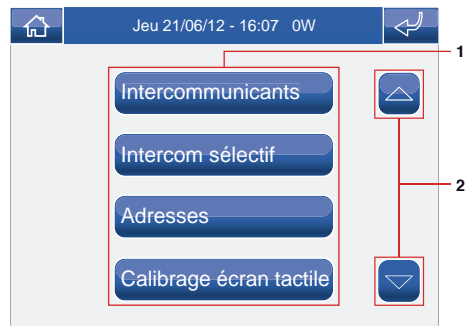 Jeu 21/06/12 - 16:07 0W
1
Intercommunicants
Intercom sélectif
2
Adresses
Calibrage écran tactile